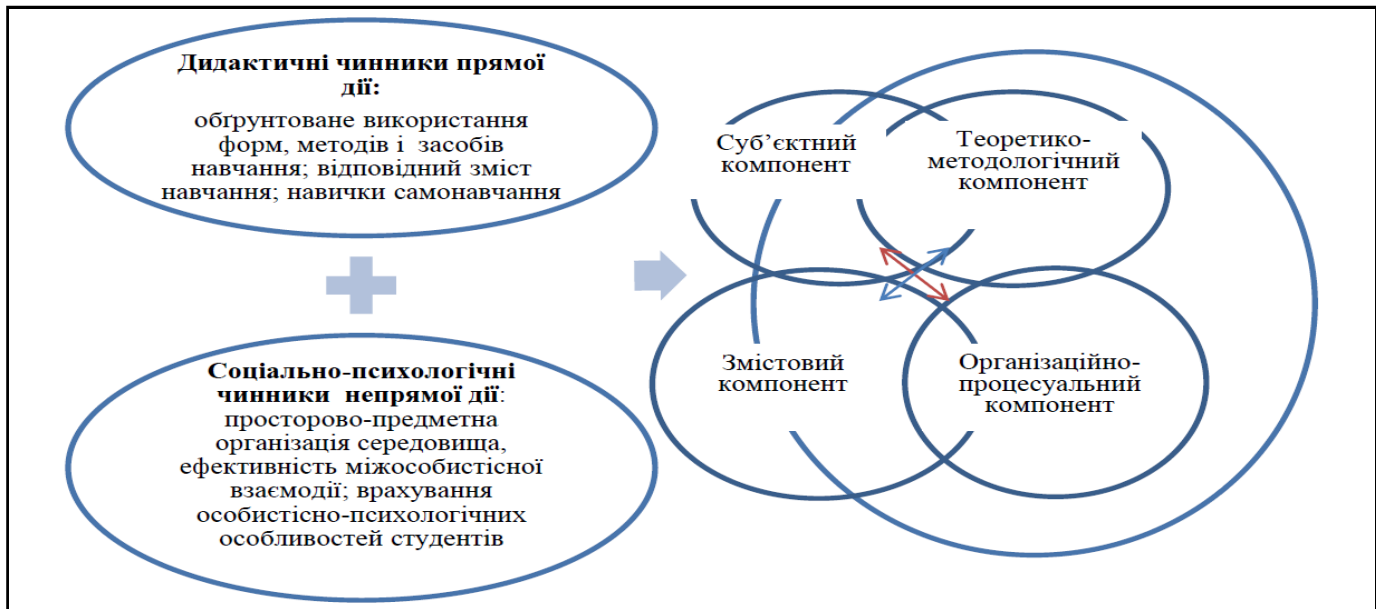 Дидактичні чинники прямої
дії:
обґрунтоване використання
форм, методів і засобів
навчання; відповідний зміст
навчання; навички самонавчання
Соціально-психологічні
чинники непрямої дії:
просторово-предметна
організація середовища,
ефективність міжособистісної
взаємодії; врахування
особистісно-психологічних
особливостей студентів
Суб’єктний
компонент
Теоретико-
методологічний
компонент
Змістовий
компонент
Організаційно-
процесуальний
компонент